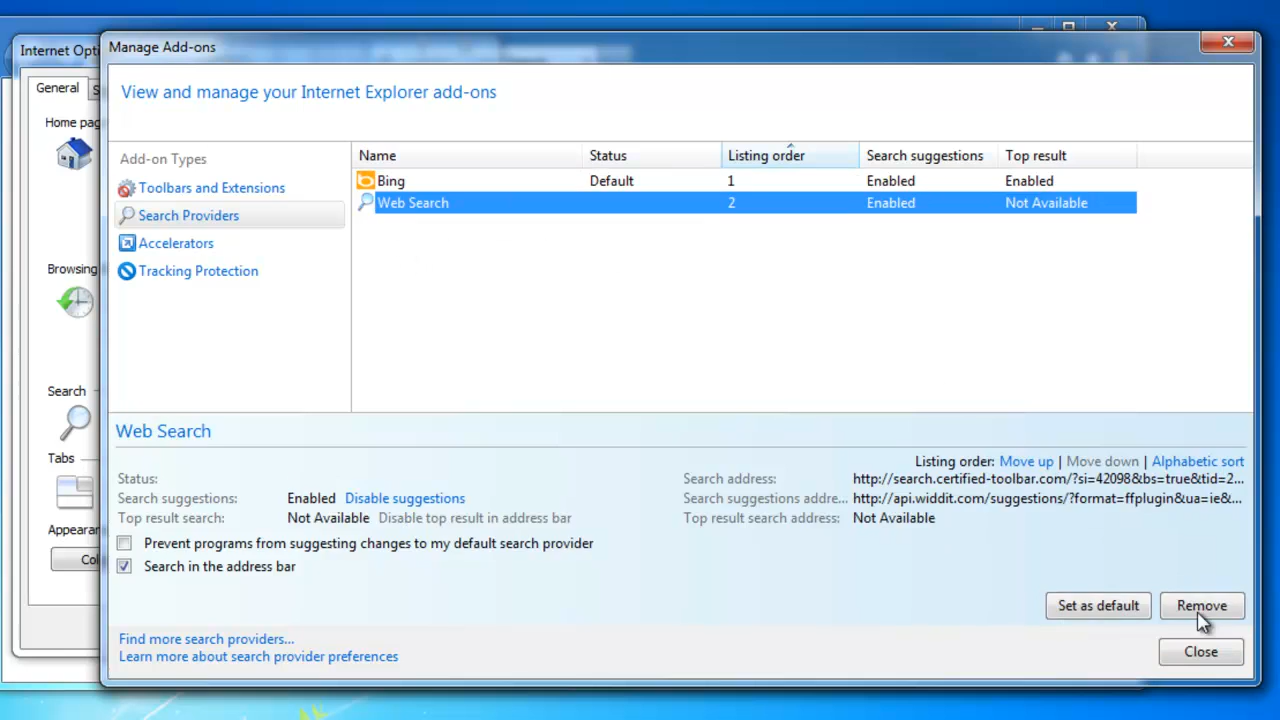 Internet Opti
Manage Add-ons
General
View and manage your Internet Explorer add-ons
Home pag
Add-on Types
Toolbars and Extensions
Search Providers
Accelerators
Tracking Protection
Name Status Listing order Search suggestions Top result
Bing Default 1 Enabled Enabled
Web Search 2 Enabled Not Available
Browsing
Search
Tabs
Appearan
Col
Web Search
Listing order: Move up | Move down | Alphabetic sort
Status:
Search address: http://search.certified-toolbar.com/?si=42098&bs=true&tid=2...
Search suggestions: Enabled Disable suggestions
Search suggestions addre... http://api.widdit.com/suggestions/?format=ffplugin&ua=ie&...
Top result search: Not Available Disable top result in address bar
Top result search address: Not Available
Prevent programs from suggesting changes to my default search provider
Search in the address bar
Set as default Remove
Find more search providers...
Learn more about search provider preferences
Close